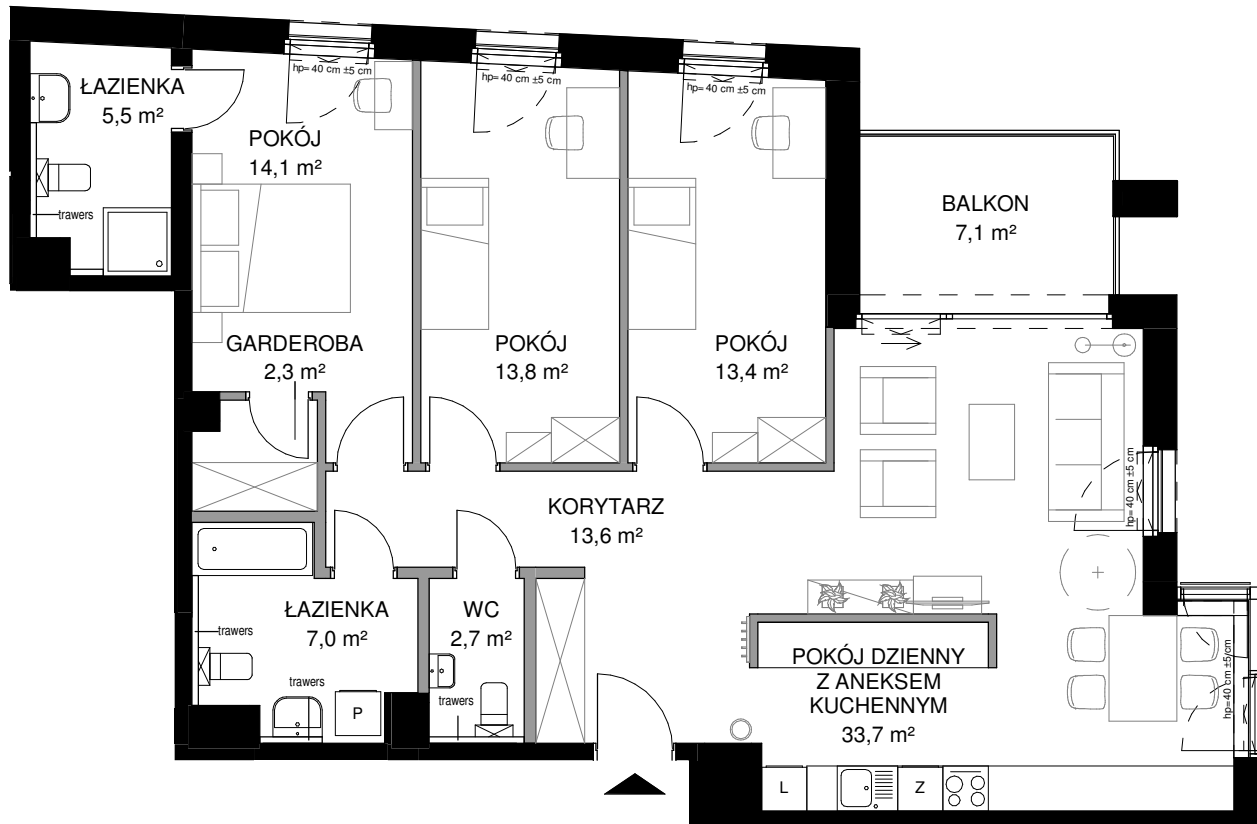 hp= 40 cm ±5 cm
hp= 40 cm ±5 cm
hp= 40 cm ±5 cm
ŁAZIENKA
5,5 m²
POKÓJ
14,1 m²
trawers
BALKON
7,1 m²
GARDEROBA
2,3 m²
POKÓJ
13,8 m²
POKÓJ
13,4 m²
hp= 40 cm ±5 cm
KORYTARZ
13,6 m²
ŁAZIENKA
7,0 m²
trawers
trawers
P
WC
2,7 m²
trawers
POKÓJ DZIENNY
Z ANEKSEM
KUCHENNYM
33,7 m²
hp=40 cm ±5 cm
L
Z